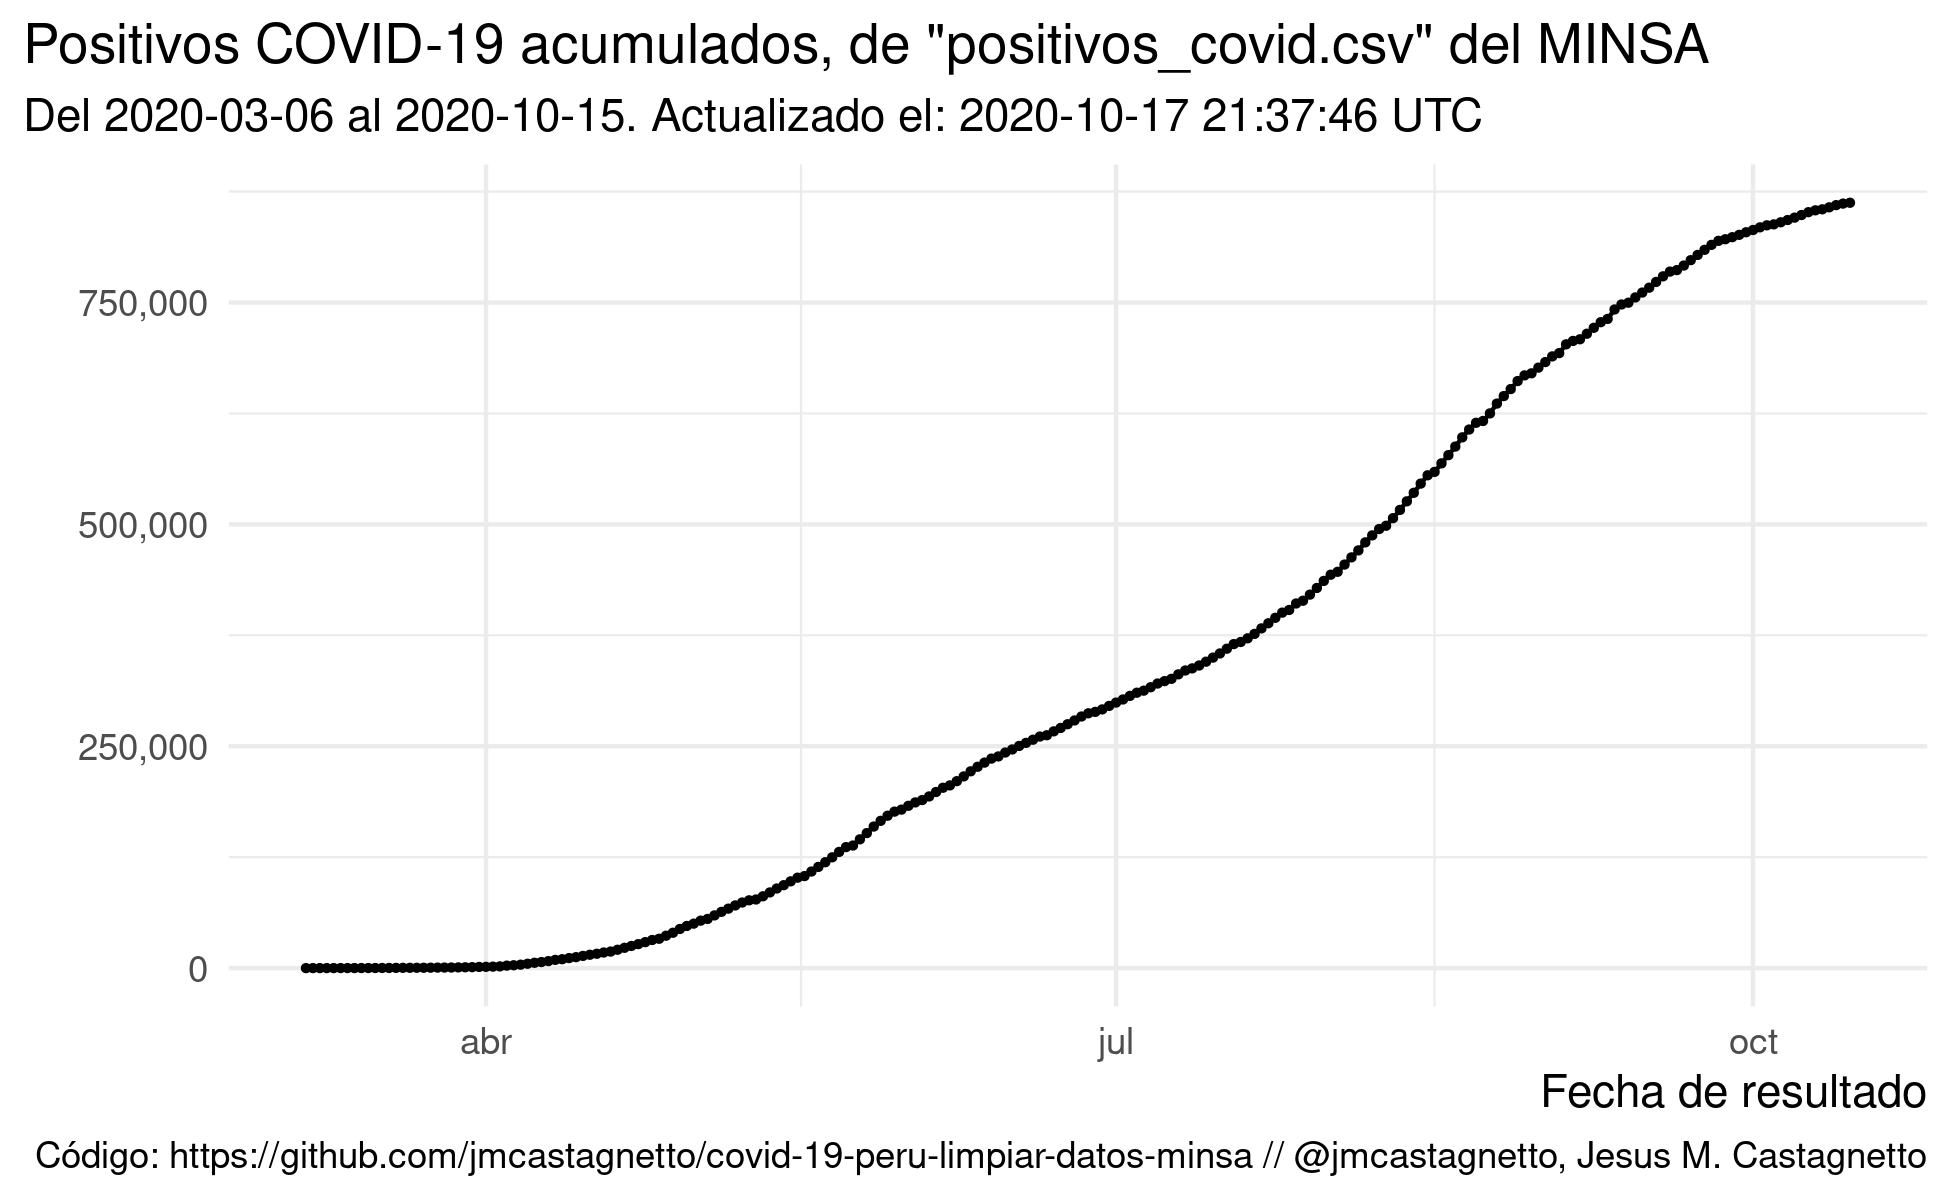 Positivos COVID-19 acumulados, de "positivos_covid.csv" del MINSA
Del 2020-03-06 al 2020-10-15. Actualizado el: 2020-10-17 21:37:46 UTC
750,000
500,000
250,000
0
abr jul oct
Fecha de resultado
Código: https://github.com/jmcastagnetto/covid-19-peru-limpiar-datos-minsa // @jmcastagnetto, Jesus M. Castagnetto